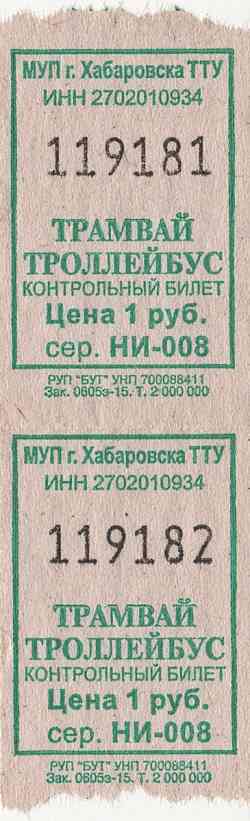 МУП г. Хабаровска ТТУ
ИНН 2702010934
119181
ТРАМВАЙ
ТРОЛЛЕЙБУС
КОНТРОЛЬНЫЙ БИЛЕТ
Цена 1 руб.
сер. НИ-008
РУП "БУТ" УНП 700088411
Зак. 0605з-15. Т. 2 000 000
МУП г. Хабаровска ТТУ
ИНН 2702010934
119182
ТРАМВАЙ
ТРОЛЛЕЙБУС
КОНТРОЛЬНЫЙ БИЛЕТ
Цена 1 руб.
сер. НИ-008
РУП "БУТ" УНП 700088411
Зак. 0605з-15. Т. 2 000 000